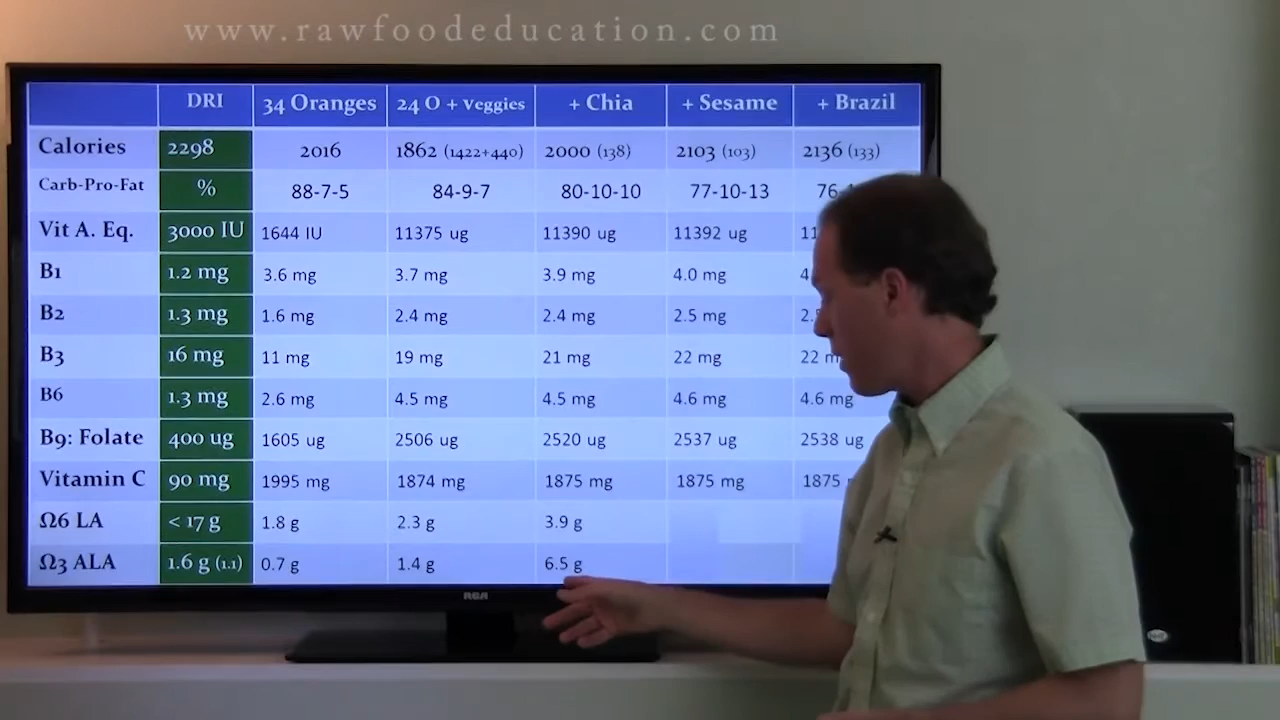 www.rawfoodeducation.com
DRI 34 Oranges 24 O + veggies + Chia + Sesame + Brazil
Calories 2298 2016 1862 (1422+440) 2000 (138) 2103 (103) 2136 (133)
Carb-Pro-Fat % 88-7-5 84-9-7 80-10-10 77-10-13
Vit A. Eq. 3000 IU 1644 IU 11375 ug 11390 ug 11392 ug
B1 1.2 mg 3.6 mg 3.7 mg 3.9 mg 4.0 mg
B2 1.3 mg 1.6 mg 2.4 mg 2.4 mg 2.5 mg
B3 16 mg 11 mg 19 mg 21 mg 22 mg 22 m
B6 1.3 mg 2.6 mg 4.5 mg 4.5 mg 4.6 mg 4.6 mg
B9: Folate 400 ug 1605 ug 2506 ug 2520 ug 2537 ug 2538 ug
Vitamin C 90 mg 1995 mg 1874 mg 1875 mg 1875 mg 1875
Ω6 LA < 17 g 1.8 g 2.3 g 3.9 g
Ω3 ALA 1.6 g (1.1) 0.7 g 1.4 g 6.5 g
RCA